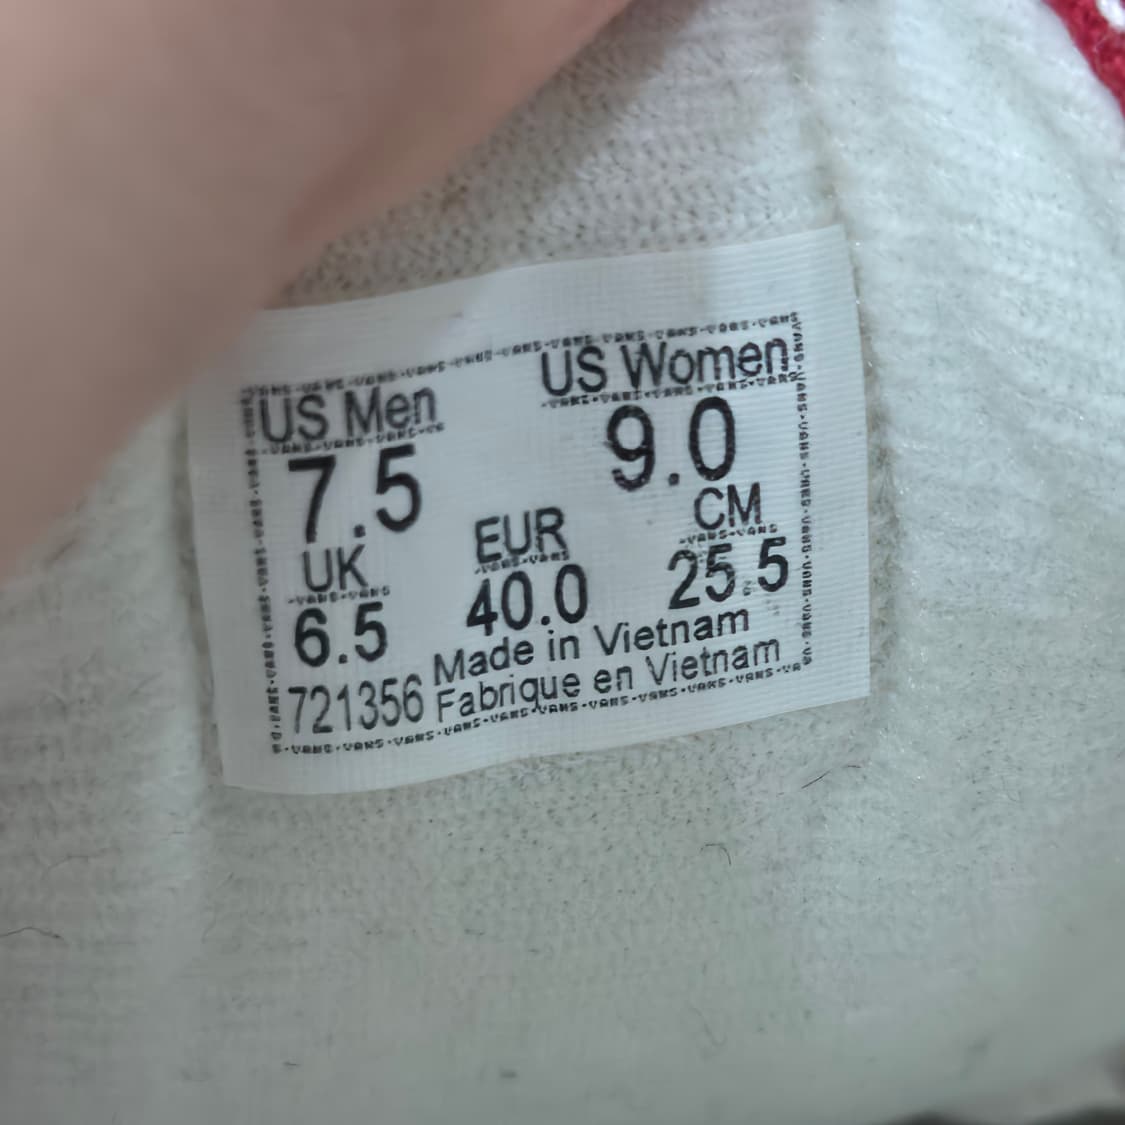 US Men US Women
7.5 9.0
UK EUR CM
6.5 40.0 25.5
Made in Vietnam
721356 Fabrique en Vietnam